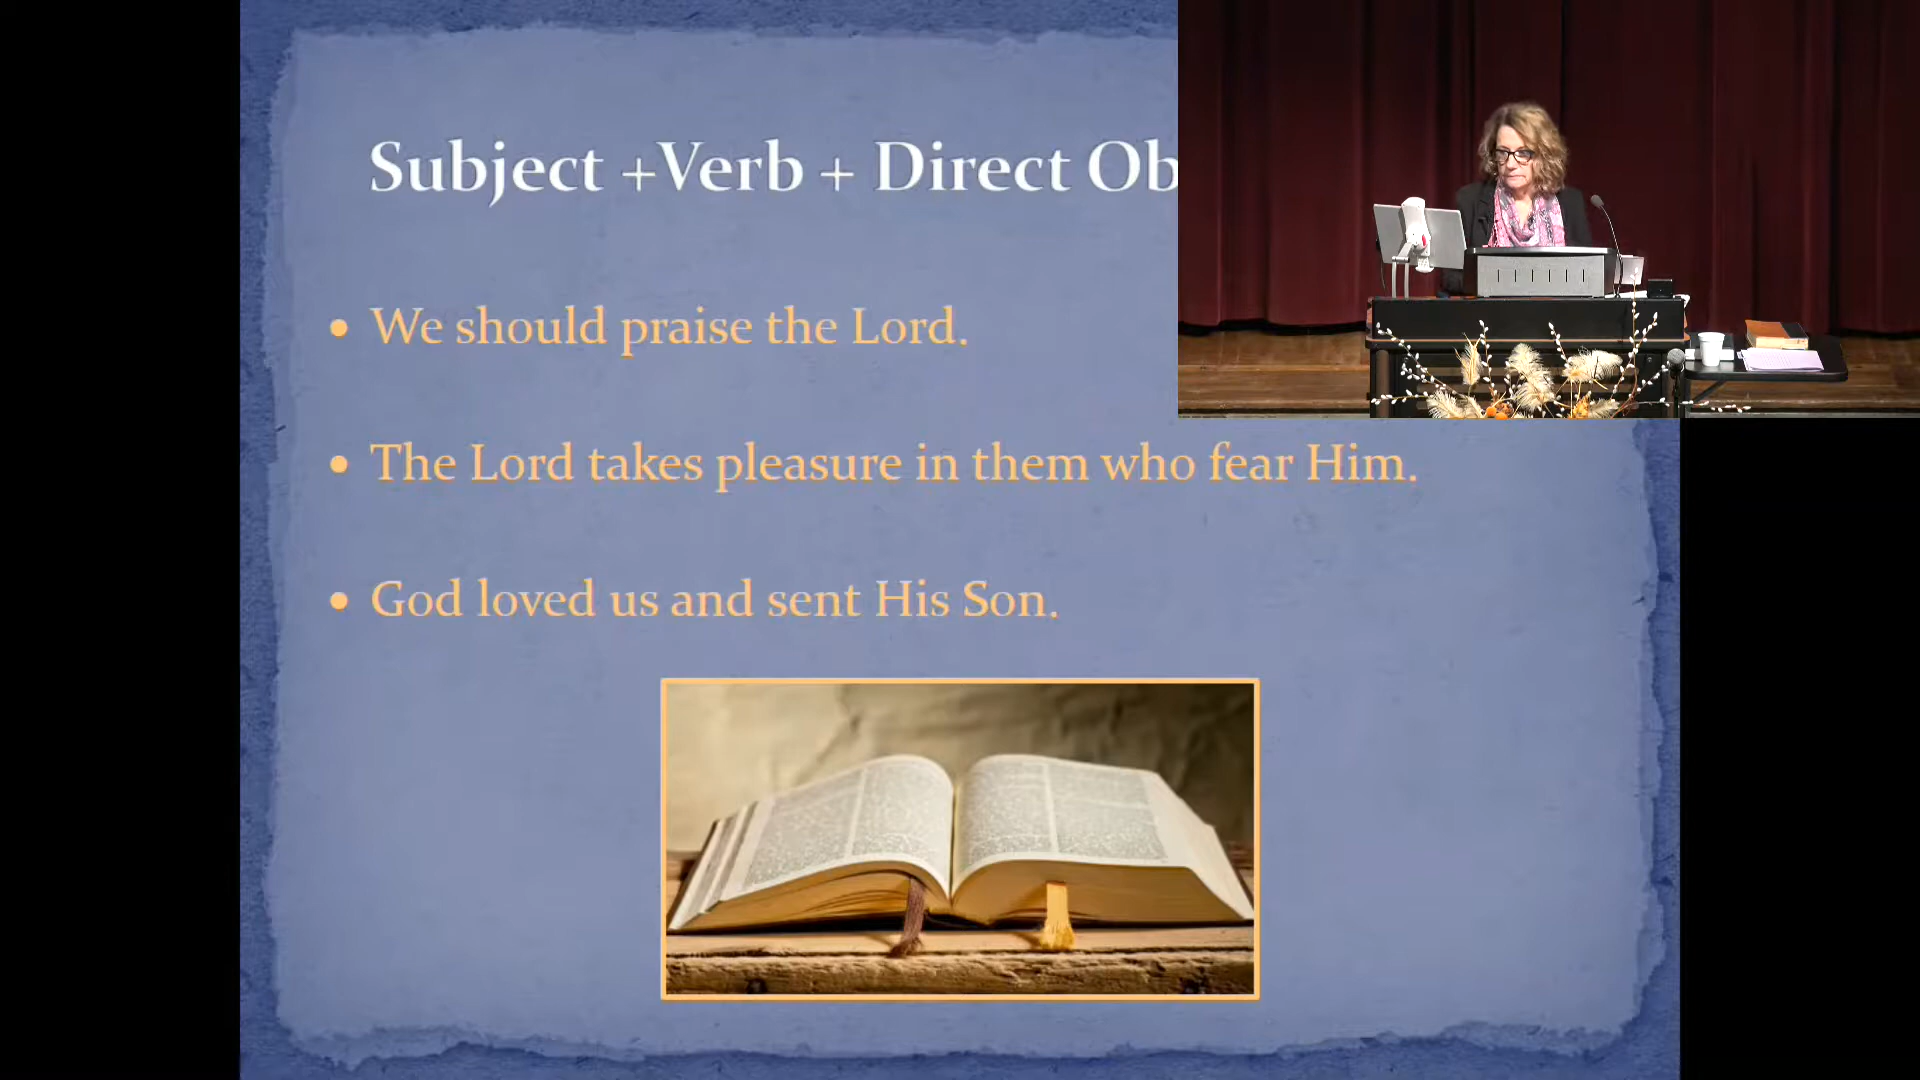 Subject +Verb + Direct Ob
We should praise the Lord.
The Lord takes pleasure in them who fear Him.
God loved us and sent His Son.